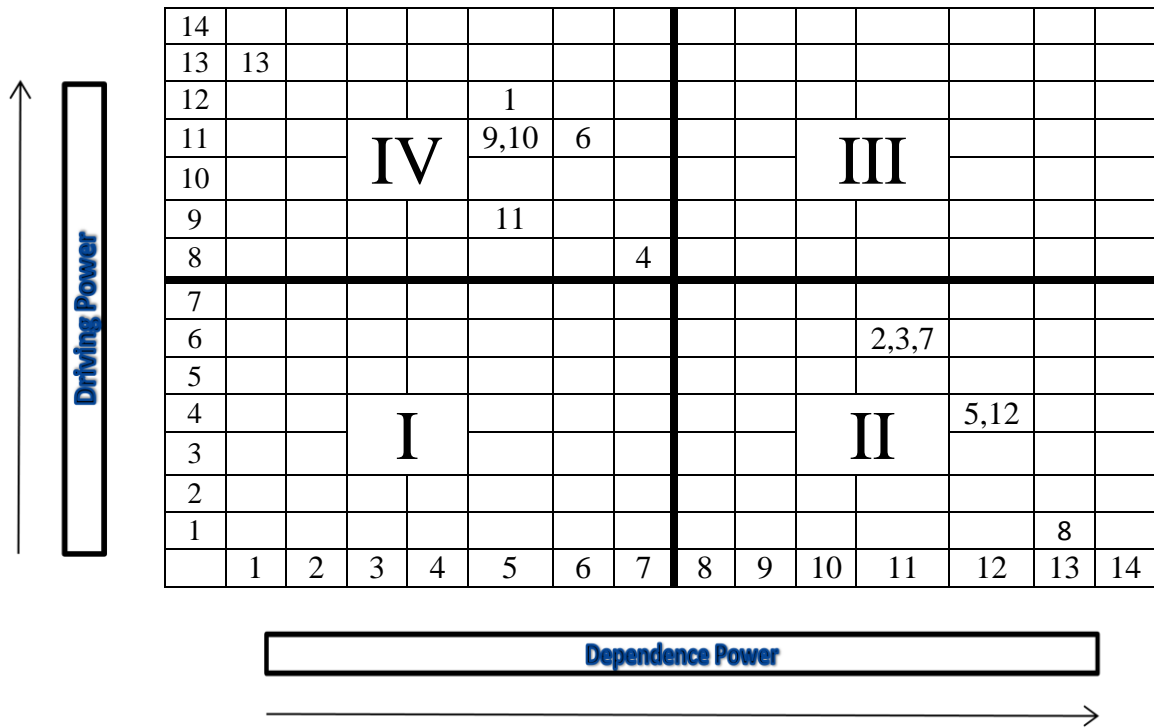 14
13 13
12 1
11 9,10 6
IV III
10
9 11
8 4
7
6 2,3,7
5
4 5,12
I II
3
2
1 8
1 2 3 4 5 6 7 8 9 10 11 12 13 14
Driving Power
Dependence Power